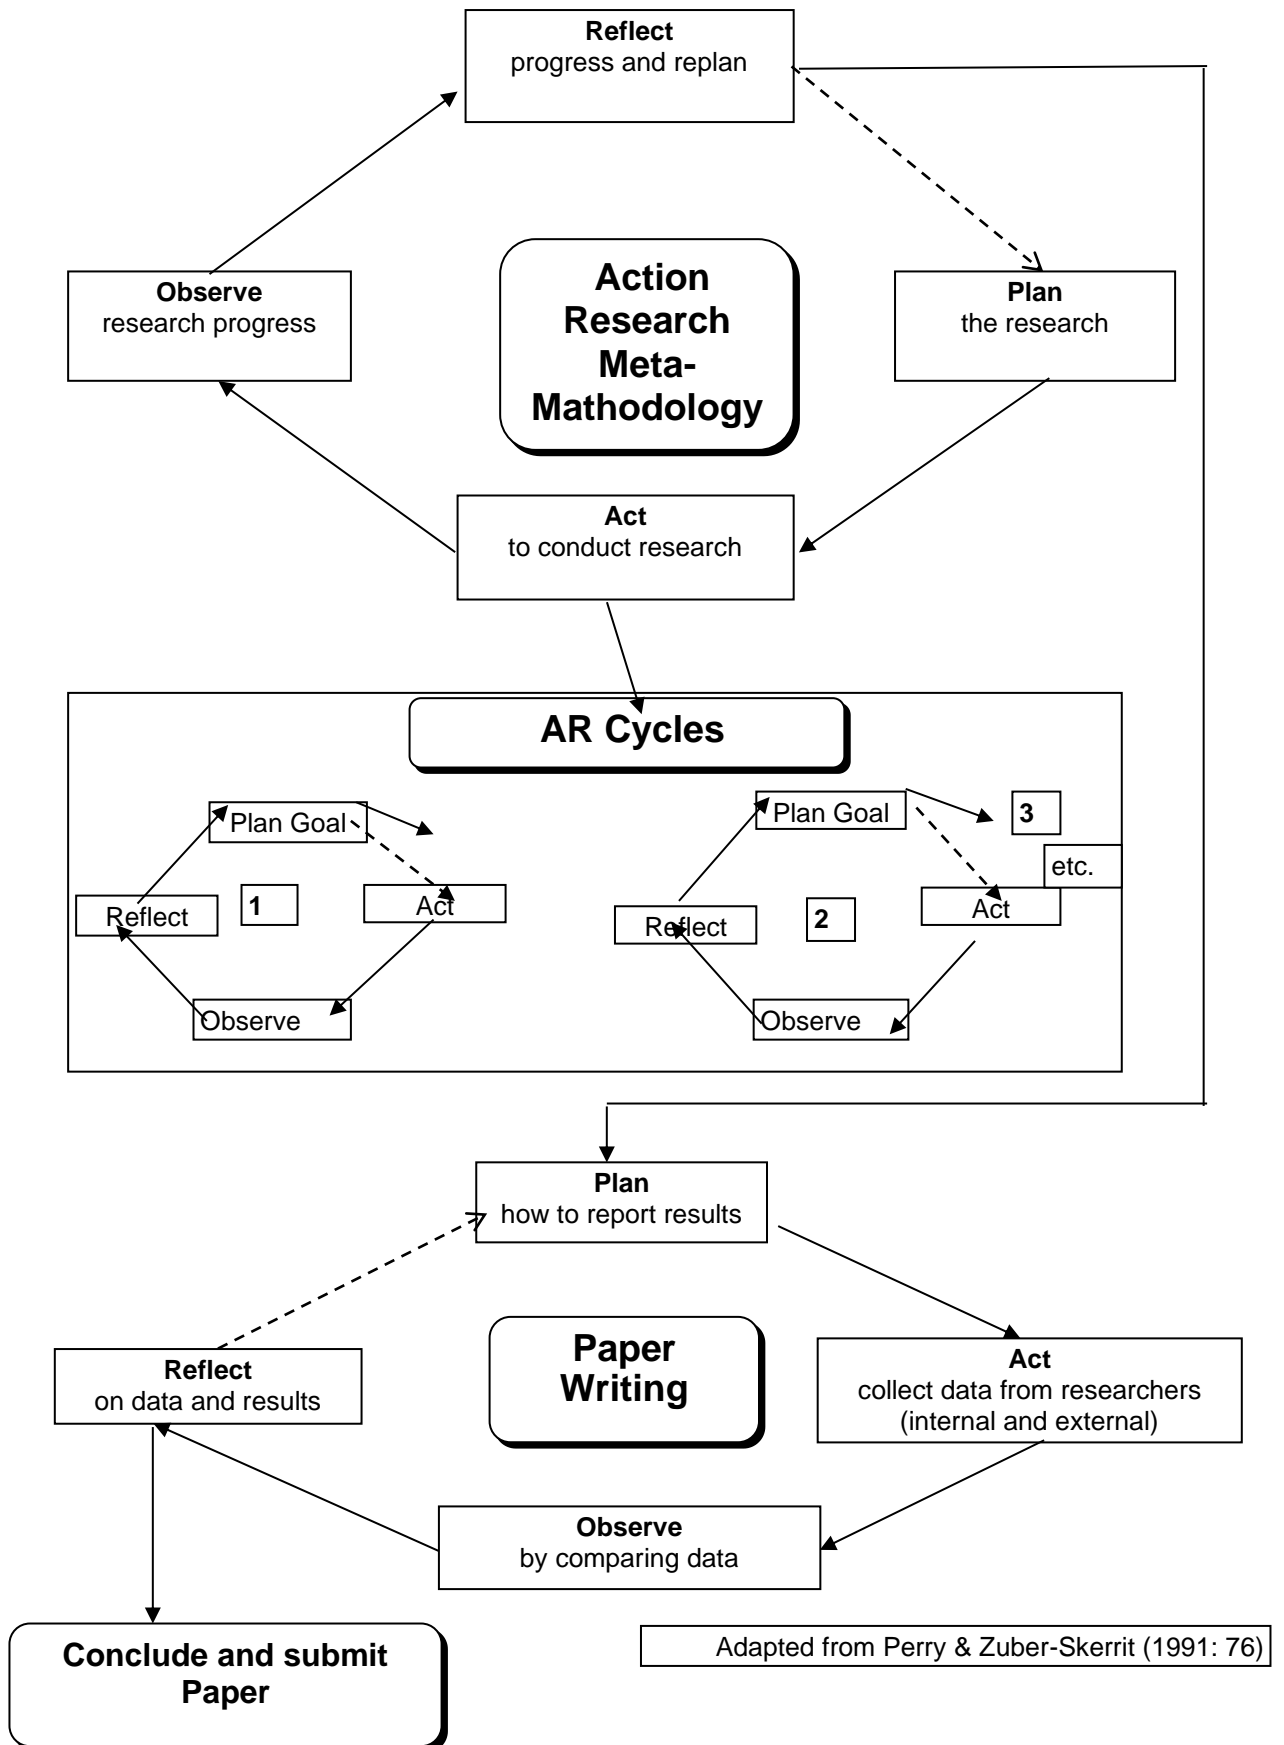 Reflect
progress and replan
Observe
research progress
Action
Research
Meta-
Mathodology
Plan
the research
Act
to conduct research
AR Cycles
Plan Goal
Reflect
1
Act
Observe
Plan Goal
3
etc.
Reflect
2
Act
Observe
Plan
how to report results
Reflect
on data and results
Paper
Writing
Act
collect data from researchers
(internal and external)
Observe
by comparing data
Conclude and submit
Paper
Adapted from Perry & Zuber-Skerrit (1991: 76)